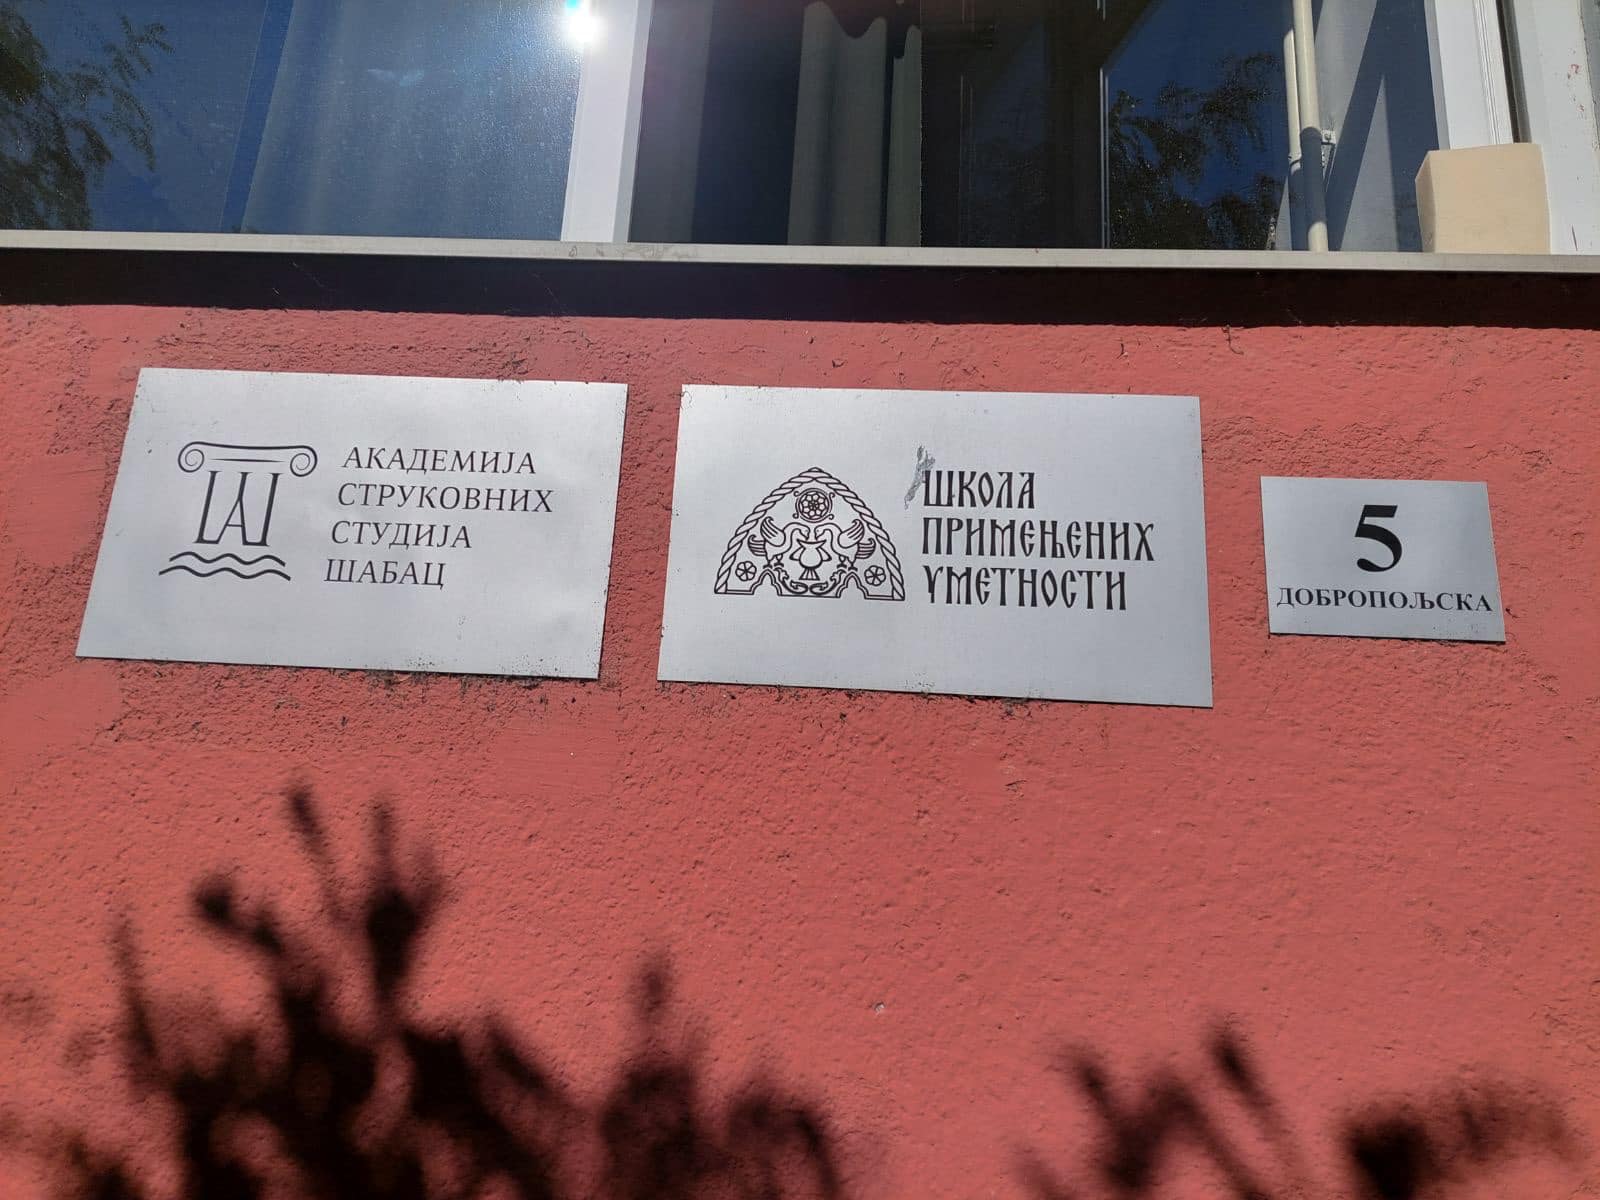 АКАДЕМИЈА
СТРУКОВНИХ
СТУДИЈА
ШАБАЦ
ШКОЛА
ПРИМЕЊЕНИХ
УМЕТНОСТИ
5
ДОБРОПОЉСКА